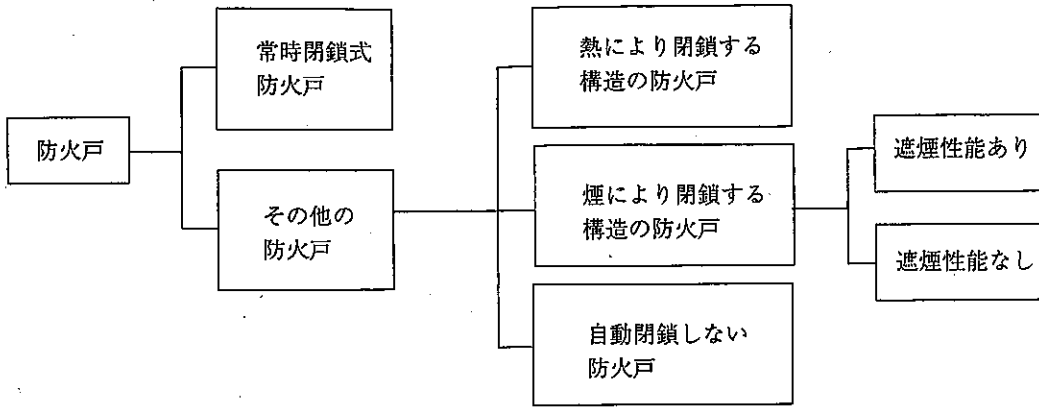 防火戸
常時閉鎖式
防火戸
その他の
防火戸
熱により閉鎖する
構造の防火戸
煙により閉鎖する
構造の防火戸
自動閉鎖しない
防火戸
遮煙性能あり
遮煙性能なし